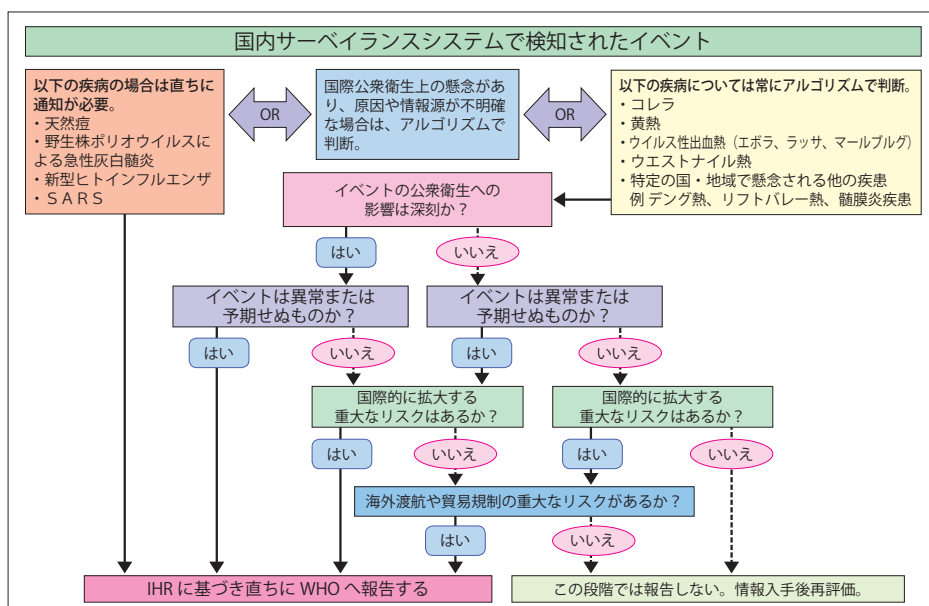 国内サーベイランスシステムで検知されたイベント
以下の疾病の場合は直ちに
通知が必要。
・天然痘
・野生株ポリオウイルスに
よる急性灰白髄炎
・新型ヒトインフルエンザ
・ＳＡＲＳ
OR
国際公衆衛生上の懸念があ
り、原因や情報源が不明確
な場合は、アルゴリズムで
判断。
OR
以下の疾病については常にアルゴリズムで判断。
・コレラ
・黄熱
・ウイルス性出血熱（エボラ、ラッサ、マールブルグ）
・ウエストナイル熱
・特定の国・地域で懸念される他の疾患
例 デング熱、リフトバレー熱、髄膜炎疾患
イベントの公衆衛生への
影響は深刻か？
はい
いいえ
イベントは異常または
予期せぬものか？
イベントは異常または
予期せぬものか？
はい
いいえ
はい
いいえ
国際的に拡大する
重大なリスクはあるか？
国際的に拡大する
重大なリスクはあるか？
はい
いいえ
はい
いいえ
海外渡航や貿易規制の重大なリスクがあるか？
はい
いいえ
IHR に基づき直ちに WHO へ報告する
この段階では報告しない。情報入手後再評価。